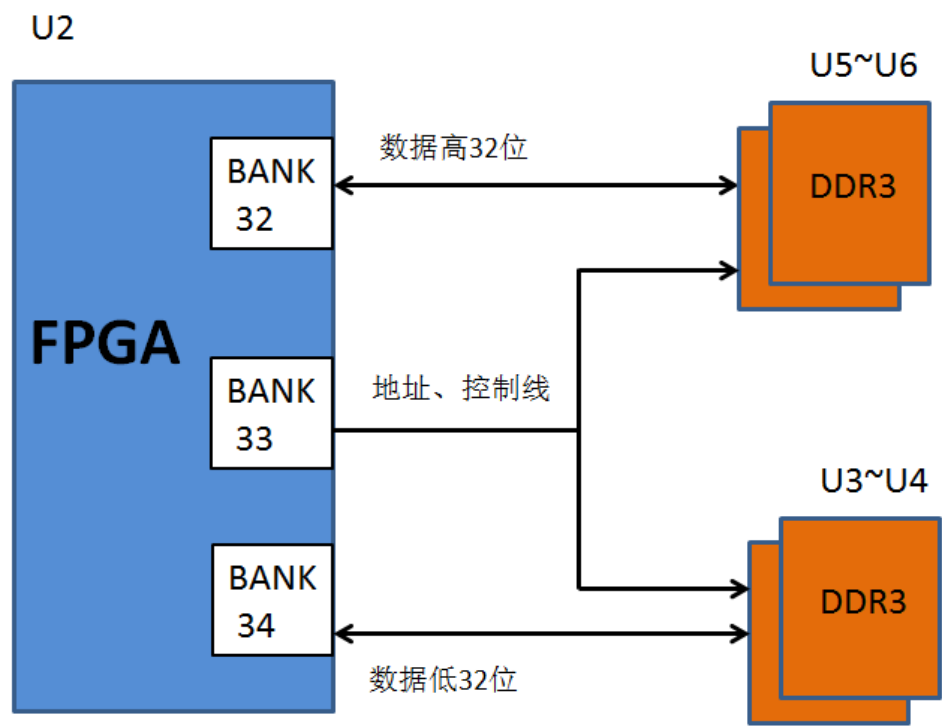 U2
U5~U6
数据高32位
BANK
32
DDR3
FPGA
BANK
33
地址、控制线
U3~U4
BANK
34
DDR3
数据低32位